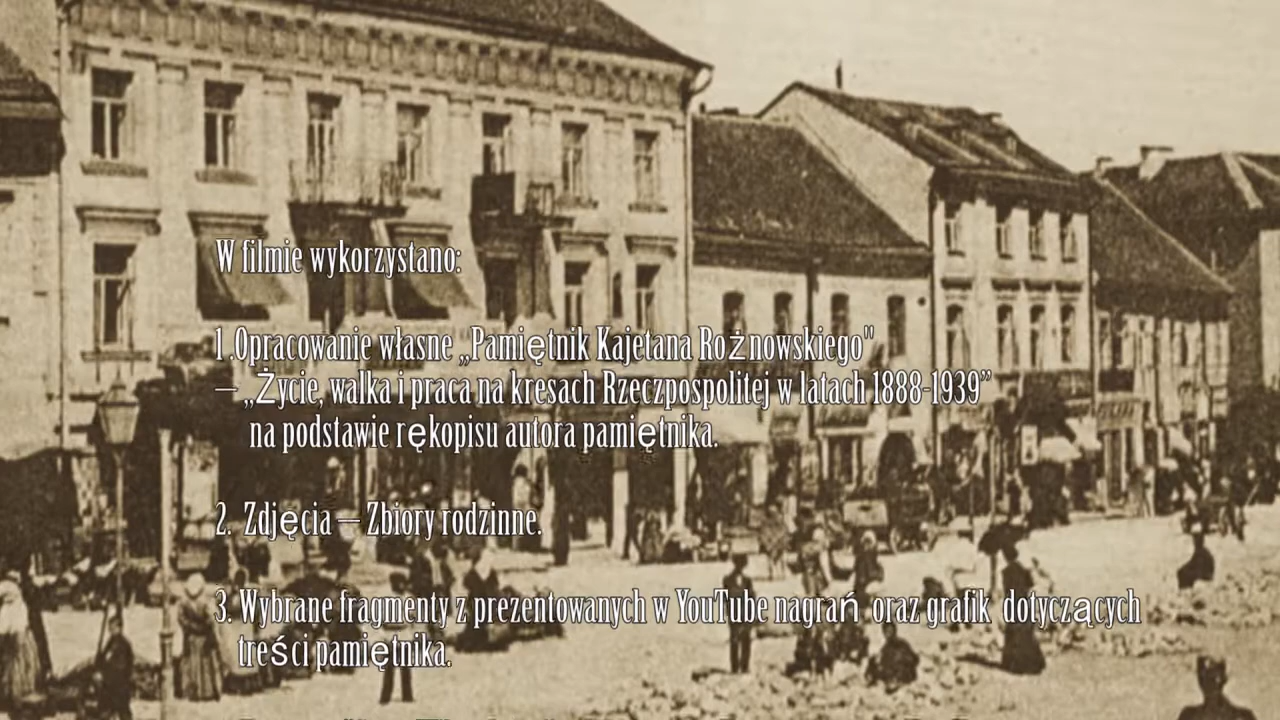 W filmie wykorzystano:
1.Opracowanie własne „Pamiętnik Kajetana Rożnowskiego"
– „Życie, walka i praca na kresach Rzeczpospolitej w latach 1888-1939”
na podstawie rękopisu autora pamiętnika.
2. Zdjęcia – Zbiory rodzinne.
3. Wybrane fragmenty z prezentowanych w YouTube nagrań oraz grafik dotyczących
treści pamiętnika.